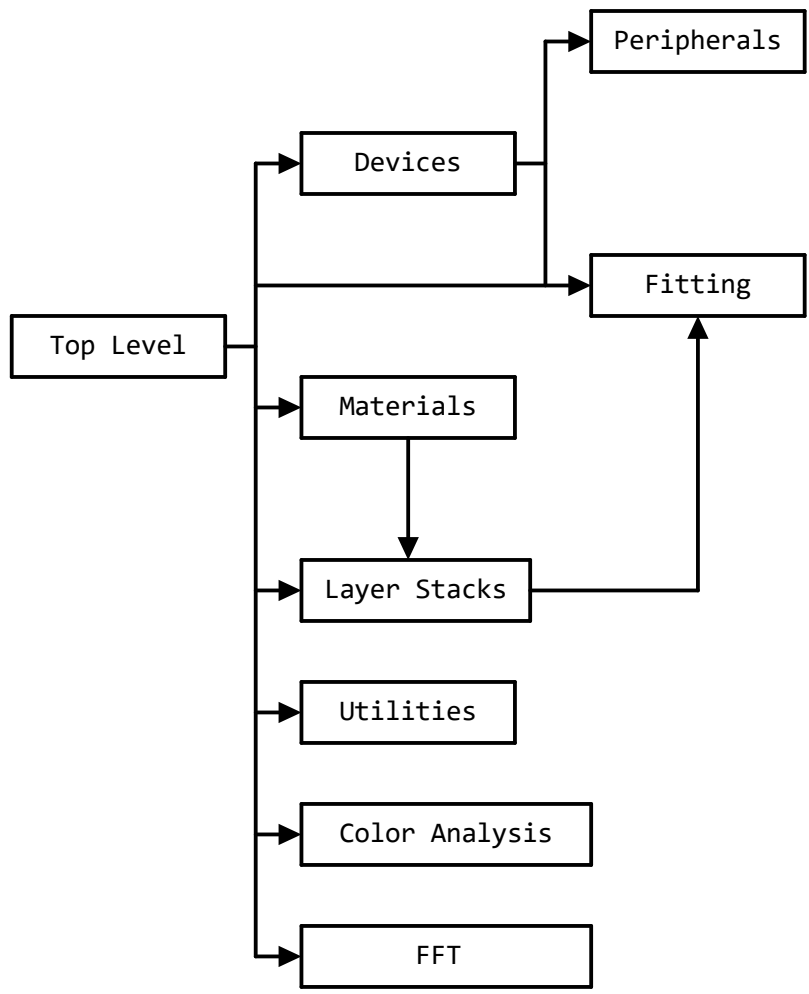 Peripherals
Devices
Fitting
Top Level
Materials
Layer Stacks
Utilities
Color Analysis
FFT